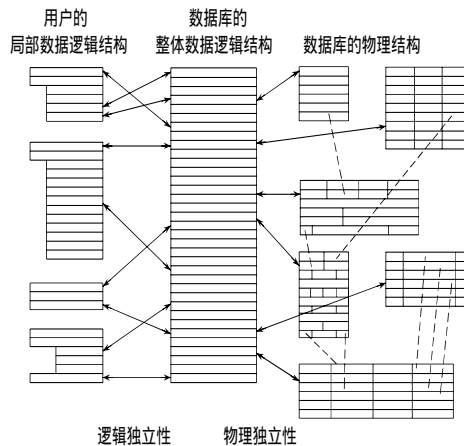 用户的
局部数据逻辑结构
数据库的
整体数据逻辑结构
数据库的物理结构
逻辑独立性
物理独立性